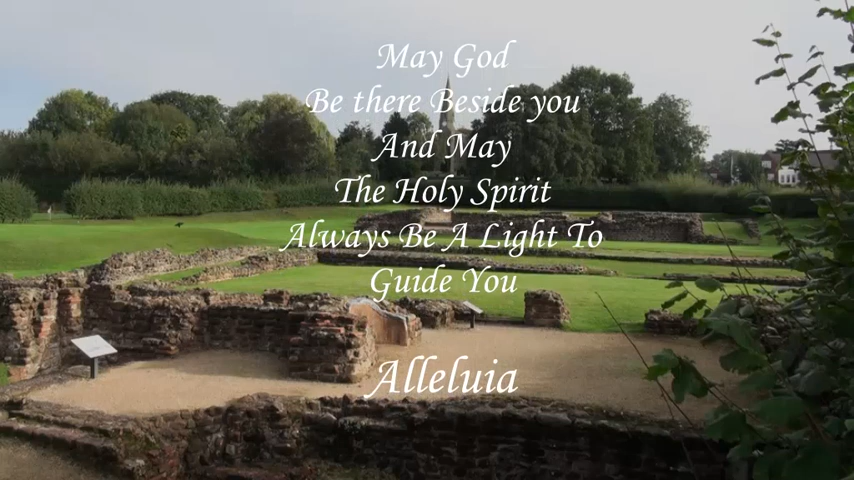 May God
Be there Beside you
And May
The Holy Spirit
Always Be A Light To
Guide You
Alleluia